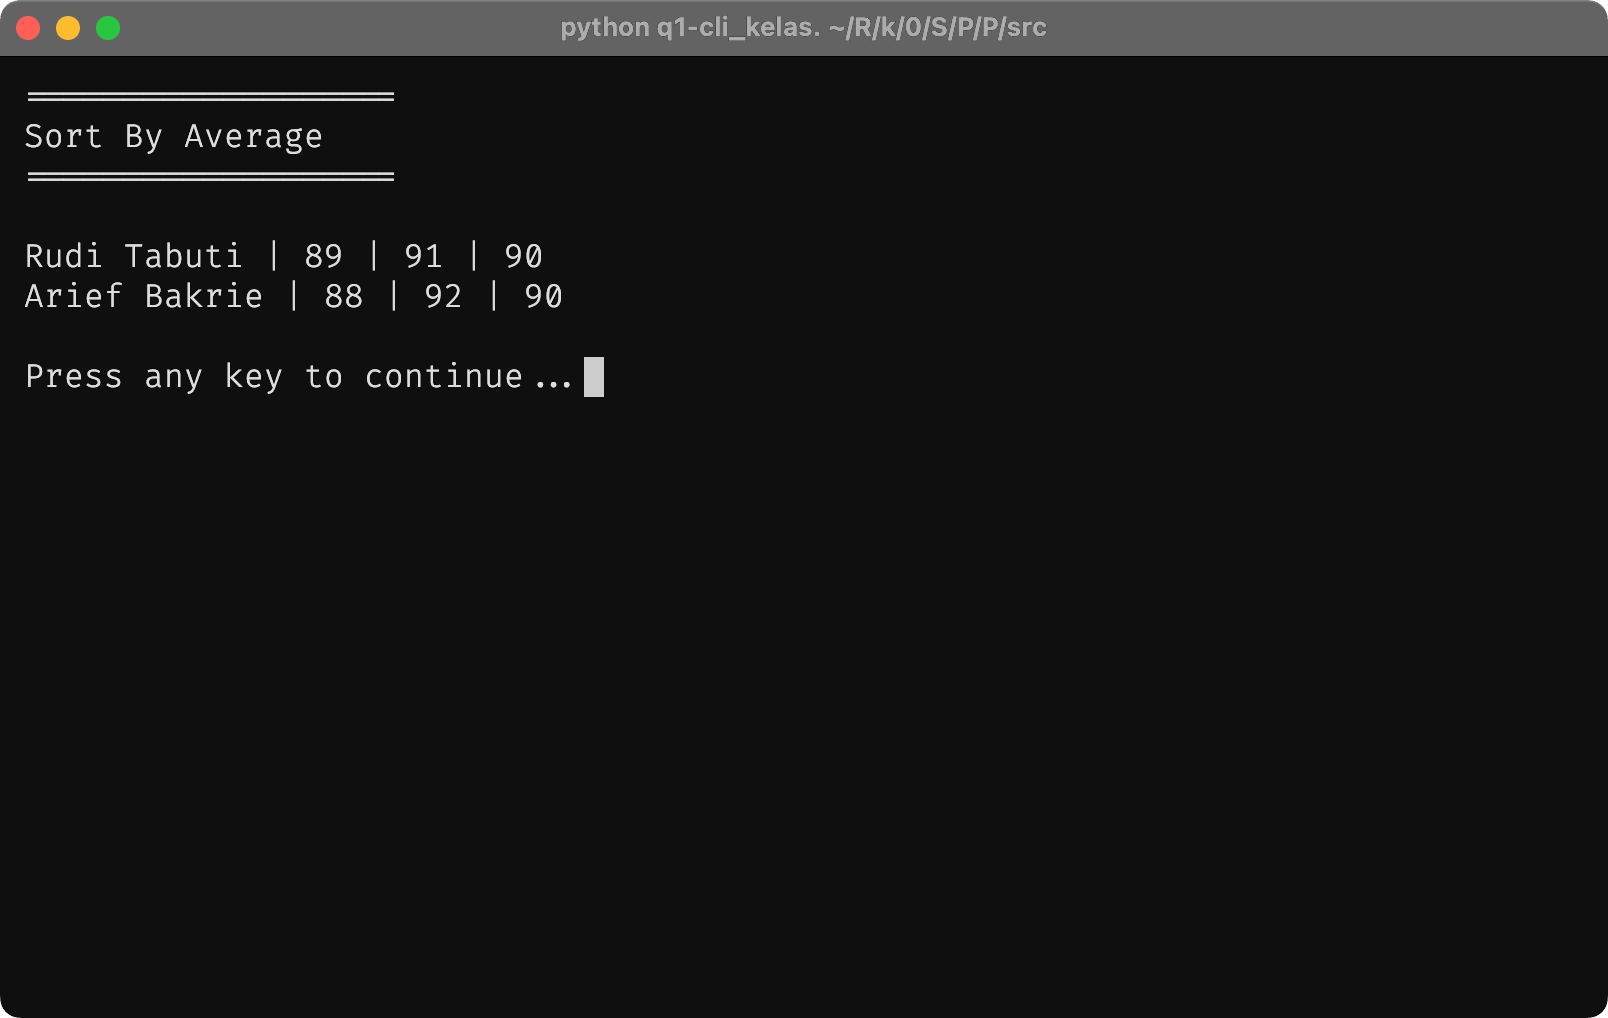 python q1-cli_kelas. ~/R/k/0/S/P/P/src
====================
Sort By Average
====================
Rudi Tabuti | 89 | 91 | 90
Arief Bakrie | 88 | 92 | 90
Press any key to continue...